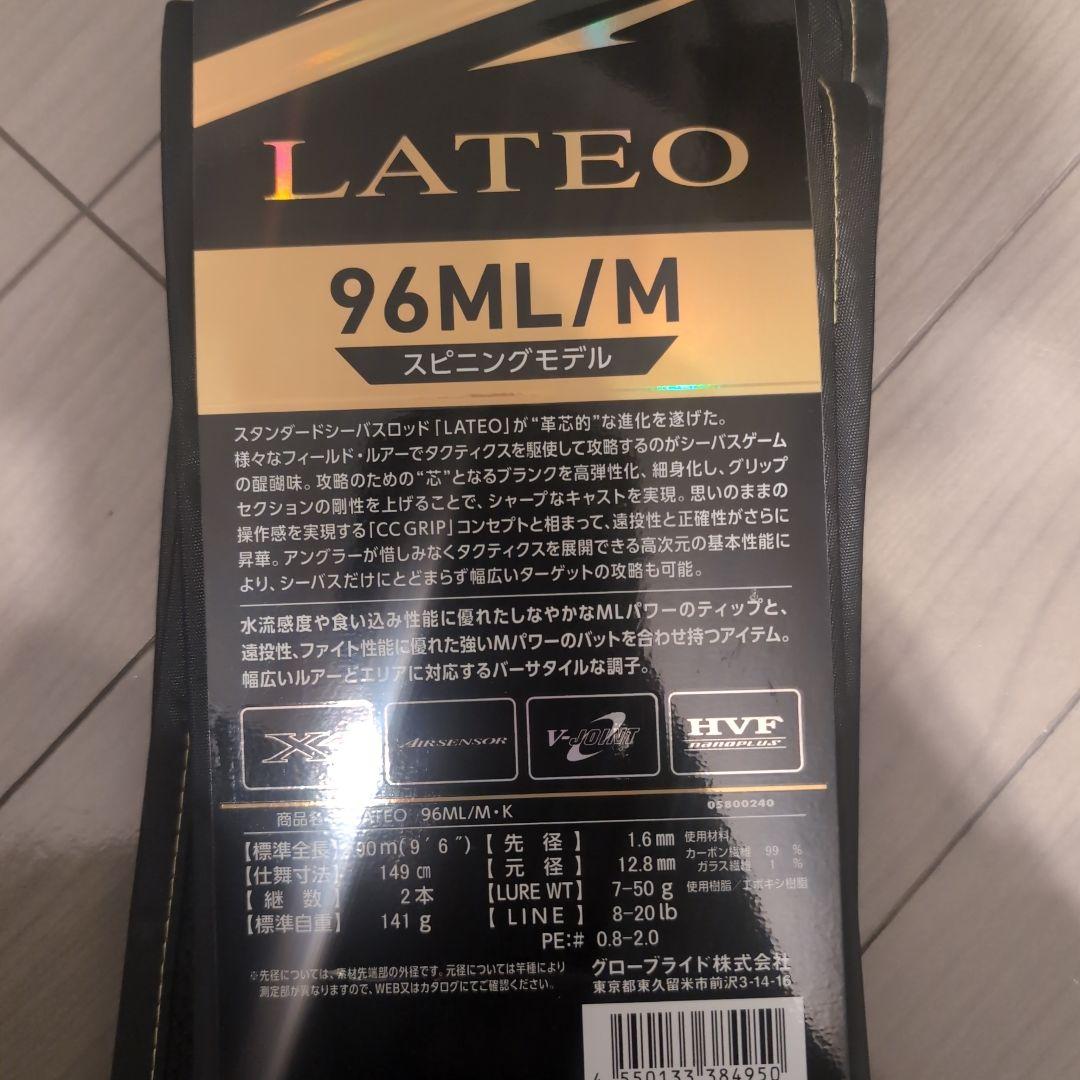 LATEO
96ML/M
スピニングモデル
スタンダードシーバスロッド「LATEO」が“革芯的”な進化を遂げた。
様々なフィールド・ルアーでタクティクスを駆使して攻略するのがシーバスゲーム
の醍醐味。攻略のための“芯”となるブランクを高弾性化、細身化し、グリップ
セクションの剛性を上げることで、シャープなキャストを実現。思いのままの
操作感を実現する「CC GRIP」コンセプトと相まって、遠投性と正確性がさらに
昇華。アングラーが惜しみなくタクティクスを展開できる高次元の基本性能に
より、シーバスだけにとどまらず幅広いターゲットの攻略も可能。
水流感度や食い込み性能に優れたしなやかなMLパワーのティップと、
遠投性、ファイト性能に優れた強いMパワーのバットを合わせ持つアイテム。
幅広いルアーとエリアに対応するバーサタイルな調子。
X
AIRSENSOR
V-JOINT
HVF
nanoplus
05800240
商品名 ATEO 96ML/M・K
【標準全長】 .90m(9´6˝)
【仕舞寸法】 149㎝
【継 数】 2本
【標準自重】 141g
【先 径】 1.6㎜
【元 径】 12.8㎜
【LURE WT】 7-50g
【LINE】 8-20lb
PE:# 0.8-2.0
使用材料
カーボン繊維 99 %
ガラス繊維 1 %
使用樹脂/エポキシ樹脂
※先径については、素材先端部の外径です。元径については竿種により
測定部が異なりますので、WEB又はカタログにてご確認ください。
グローブライド株式会社
東京都東久留米市前沢3-14-16
4 550133 384950